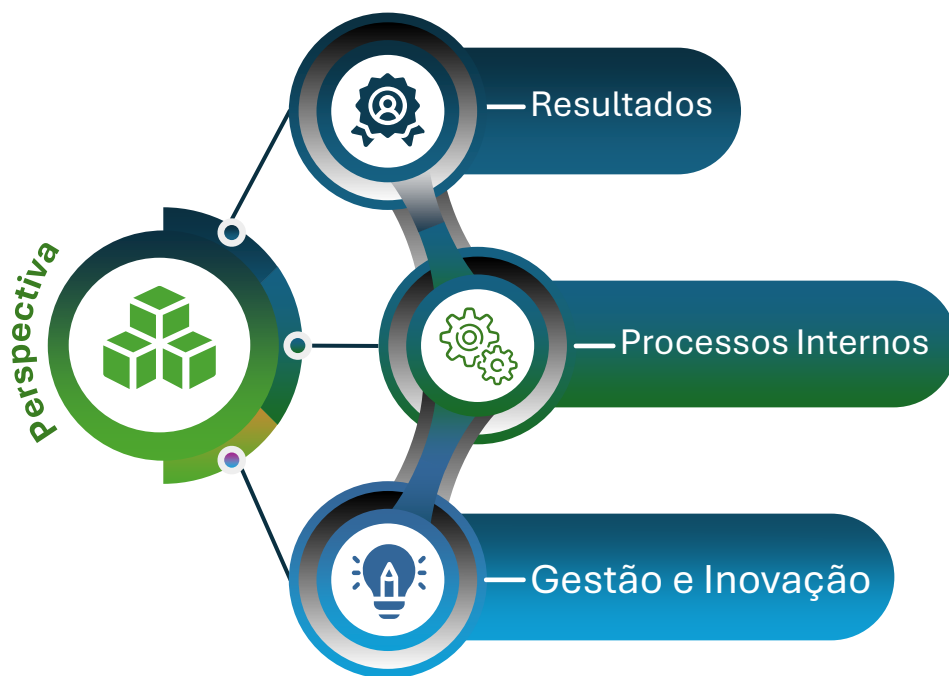 Perspectiva
Resultados
Processos Internos
Gestão e Inovação